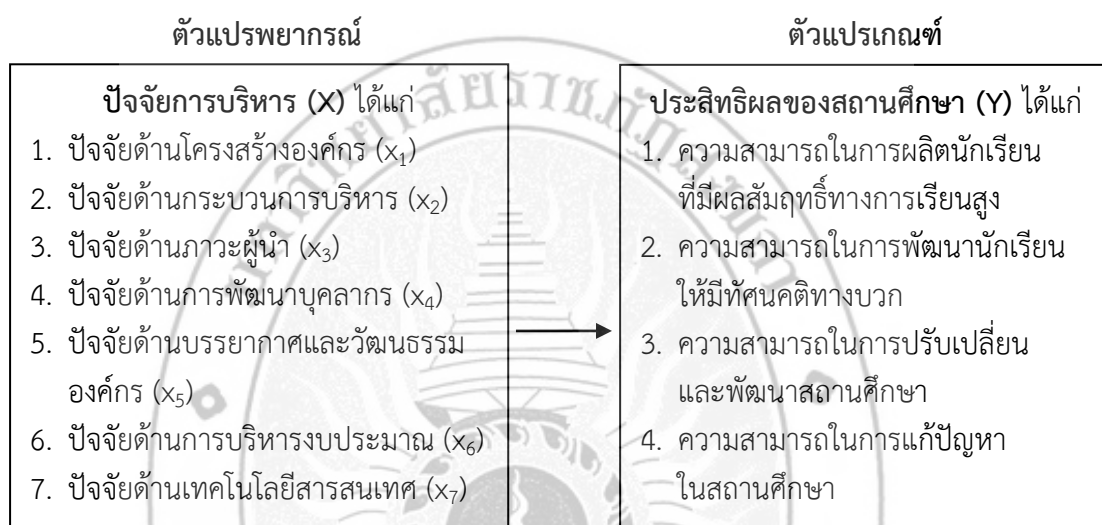 ตัวแปรพยากรณ์
ปัจจัยการบริหาร (X) ได้แก่
1. ปัจจัยด้านโครงสร้างองค์กร (x₁)
2. ปัจจัยด้านกระบวนการบริหาร (x₂)
3. ปัจจัยด้านภาวะผู้นำ (x₃)
4. ปัจจัยด้านการพัฒนาบุคลากร (x₄)
5. ปัจจัยด้านบรรยากาศและวัฒนธรรม
องค์กร (x₅)
6. ปัจจัยด้านการบริหารงบประมาณ (x₆)
7. ปัจจัยด้านเทคโนโลยีสารสนเทศ (x₇)
ตัวแปรเกณฑ์
ประสิทธิผลของสถานศึกษา (Y) ได้แก่
1. ความสามารถในการผลิตนักเรียน
ที่มีผลสัมฤทธิ์ทางการเรียนสูง
2. ความสามารถในการพัฒนานักเรียน
ให้มีทัศนคติทางบวก
3. ความสามารถในการปรับเปลี่ยน
และพัฒนาสถานศึกษา
4. ความสามารถในการแก้ปัญหา
ในสถานศึกษา